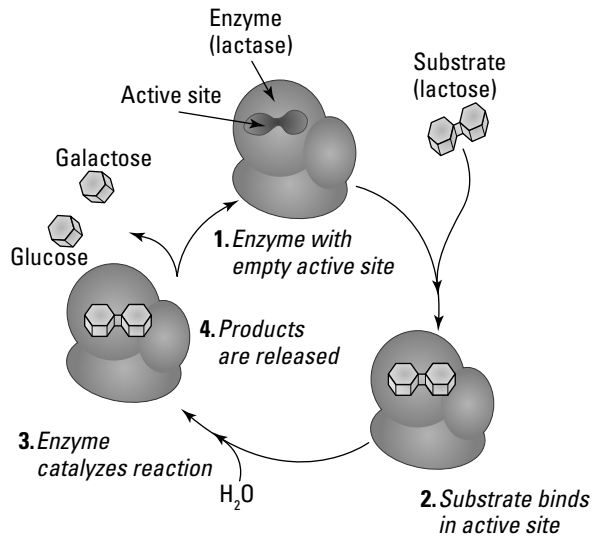 Enzyme
(lactase)
Substrate
(lactose)
Active site
Galactose
Glucose
1. Enzyme with
empty active site
4. Products
are released
3. Enzyme
catalyzes reaction
H₂O
2. Substrate binds
in active site